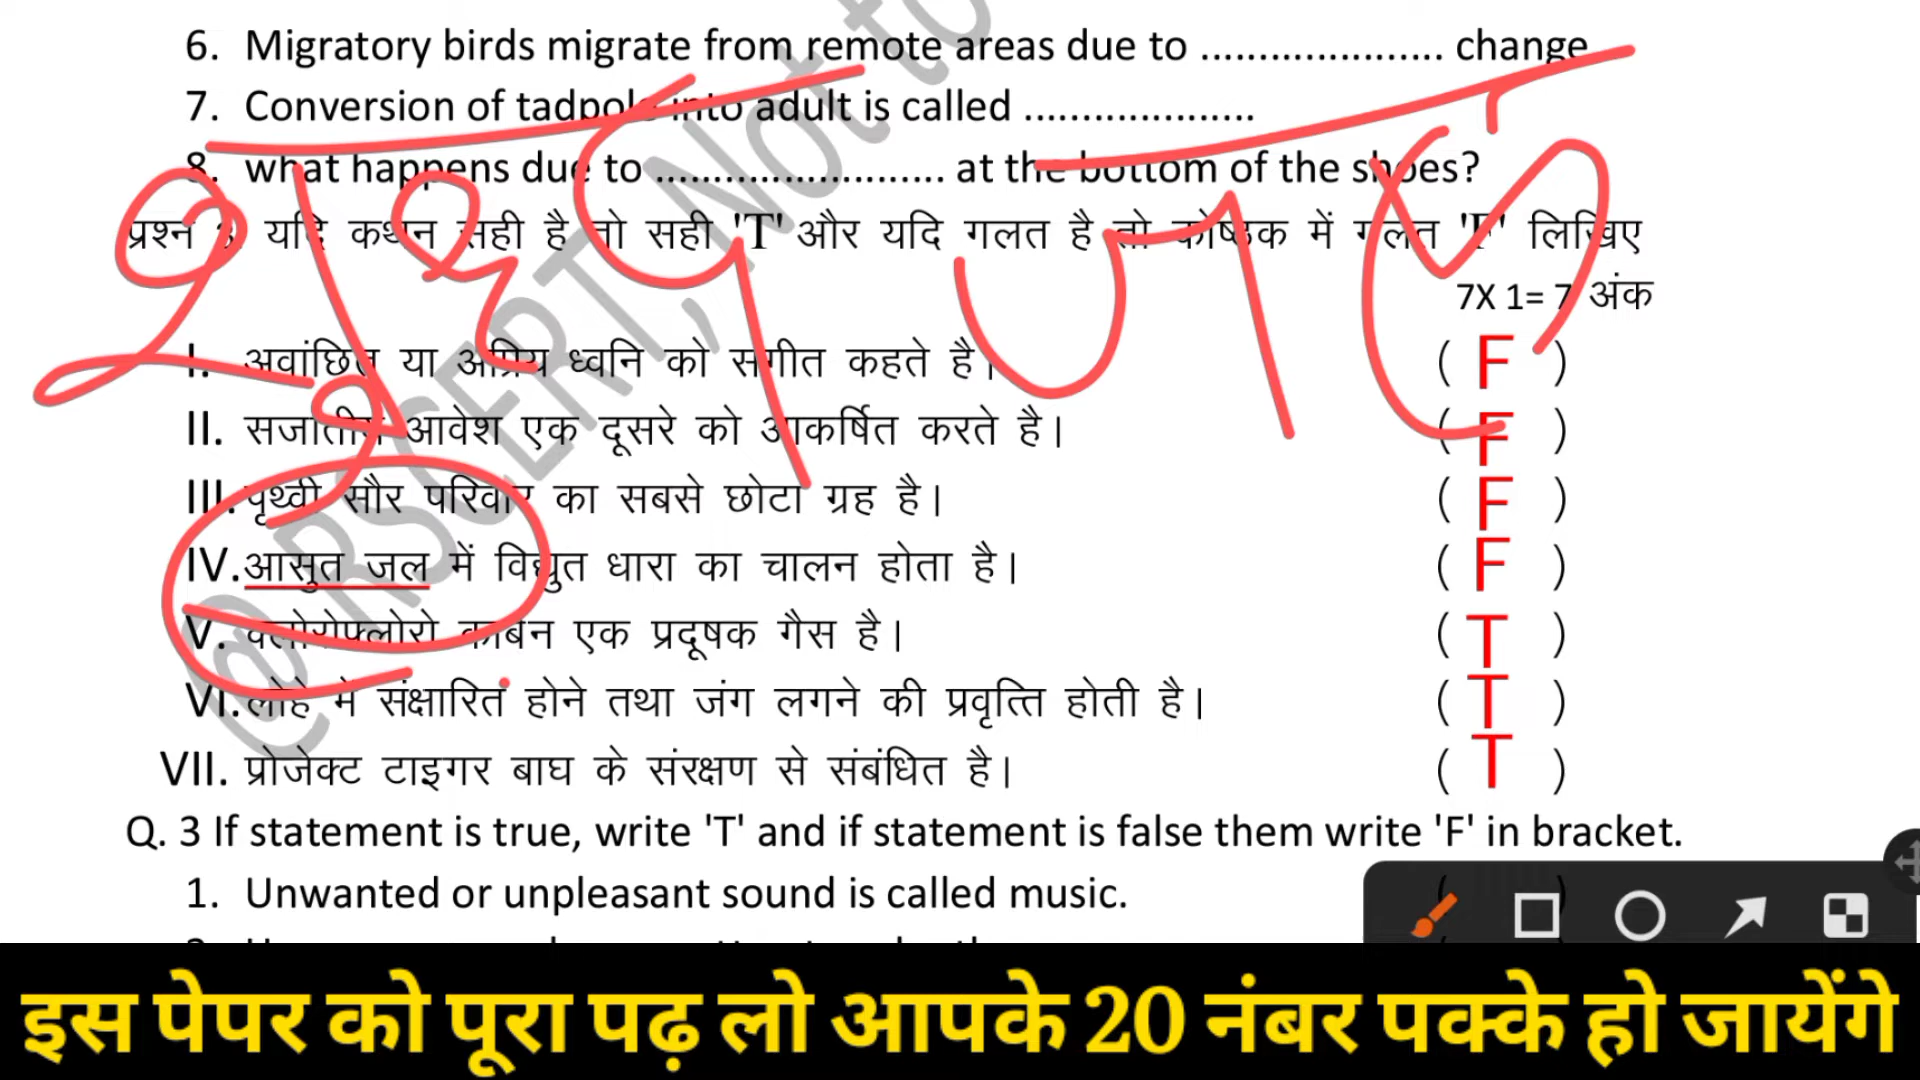 6. Migratory birds migrate from remote areas due to ..................... change
7. Conversion of tadpole into adult is called ....................
8. what happens due to ......................... at the bottom of the shoes?
प्रश्न 3. यदि कथन सही है तो सही 'T' और यदि गलत है तो कोष्ठक में गलत 'F' लिखिए
7X 1= 7 अंक
I. अवांछित या अप्रिय ध्वनि को संगीत कहते है। ( F )
II. सजातीय आवेश एक दूसरे को आकर्षित करते है। ( F )
III. पृथ्वी सौर परिवार का सबसे छोटा ग्रह है। ( F )
IV. आसुत जल में विद्युत धारा का चालन होता है। ( F )
V. क्लोरोफ्लोरो कार्बन एक प्रदूषक गैस है। ( T )
VI. लोहे में संक्षारित होने तथा जंग लगने की प्रवृत्ति होती है। ( T )
VII. प्रोजेक्ट टाइगर बाघ के संरक्षण से संबंधित है। ( T )
Q. 3 If statement is true, write 'T' and if statement is false them write 'F' in bracket.
1. Unwanted or unpleasant sound is called music. ( )
@RSCERT, Not to
शुद्ध जल
इस पेपर को पूरा पढ़ लो आपके 20 नंबर पक्के हो जायेंगे